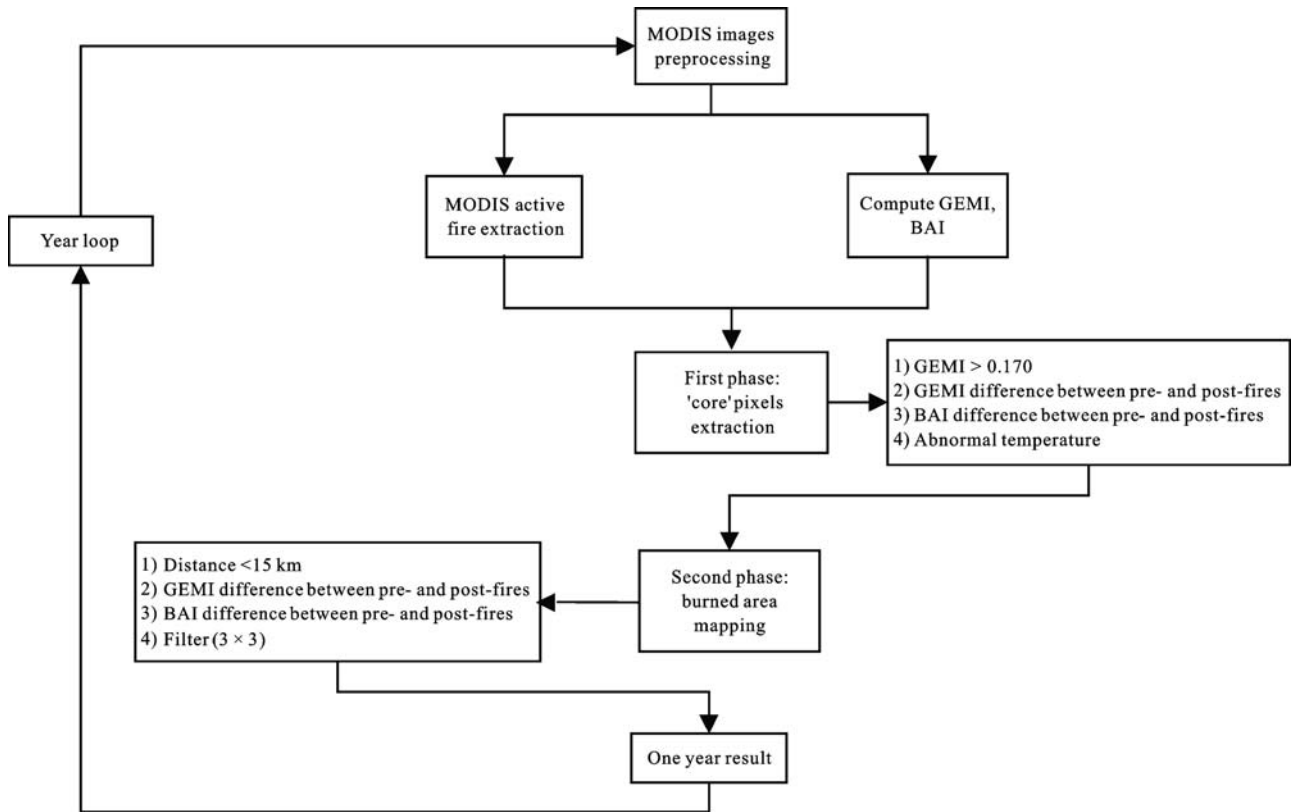 MODIS images
preprocessing
MODIS active
fire extraction
Compute GEMI,
BAI
Year loop
First phase:
'core' pixels
extraction
1) GEMI > 0.170
2) GEMI difference between pre- and post-fires
3) BAI difference between pre- and post-fires
4) Abnormal temperature
Second phase:
burned area
mapping
1) Distance <15 km
2) GEMI difference between pre- and post-fires
3) BAI difference between pre- and post-fires
4) Filter (3 × 3)
One year result